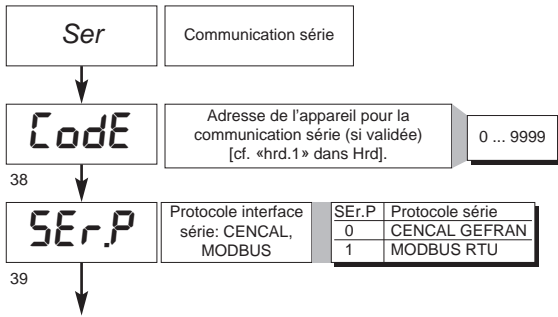 Ser
Communication série
CodE
Adresse de l'appareil pour la
communication série (si validée)
[cf. «hrd.1» dans Hrd].
0 ... 9999
38
SEr.P
Protocole interface
série: CENCAL,
MODBUS
SEr.P Protocole série
0 CENCAL GEFRAN
1 MODBUS RTU
39